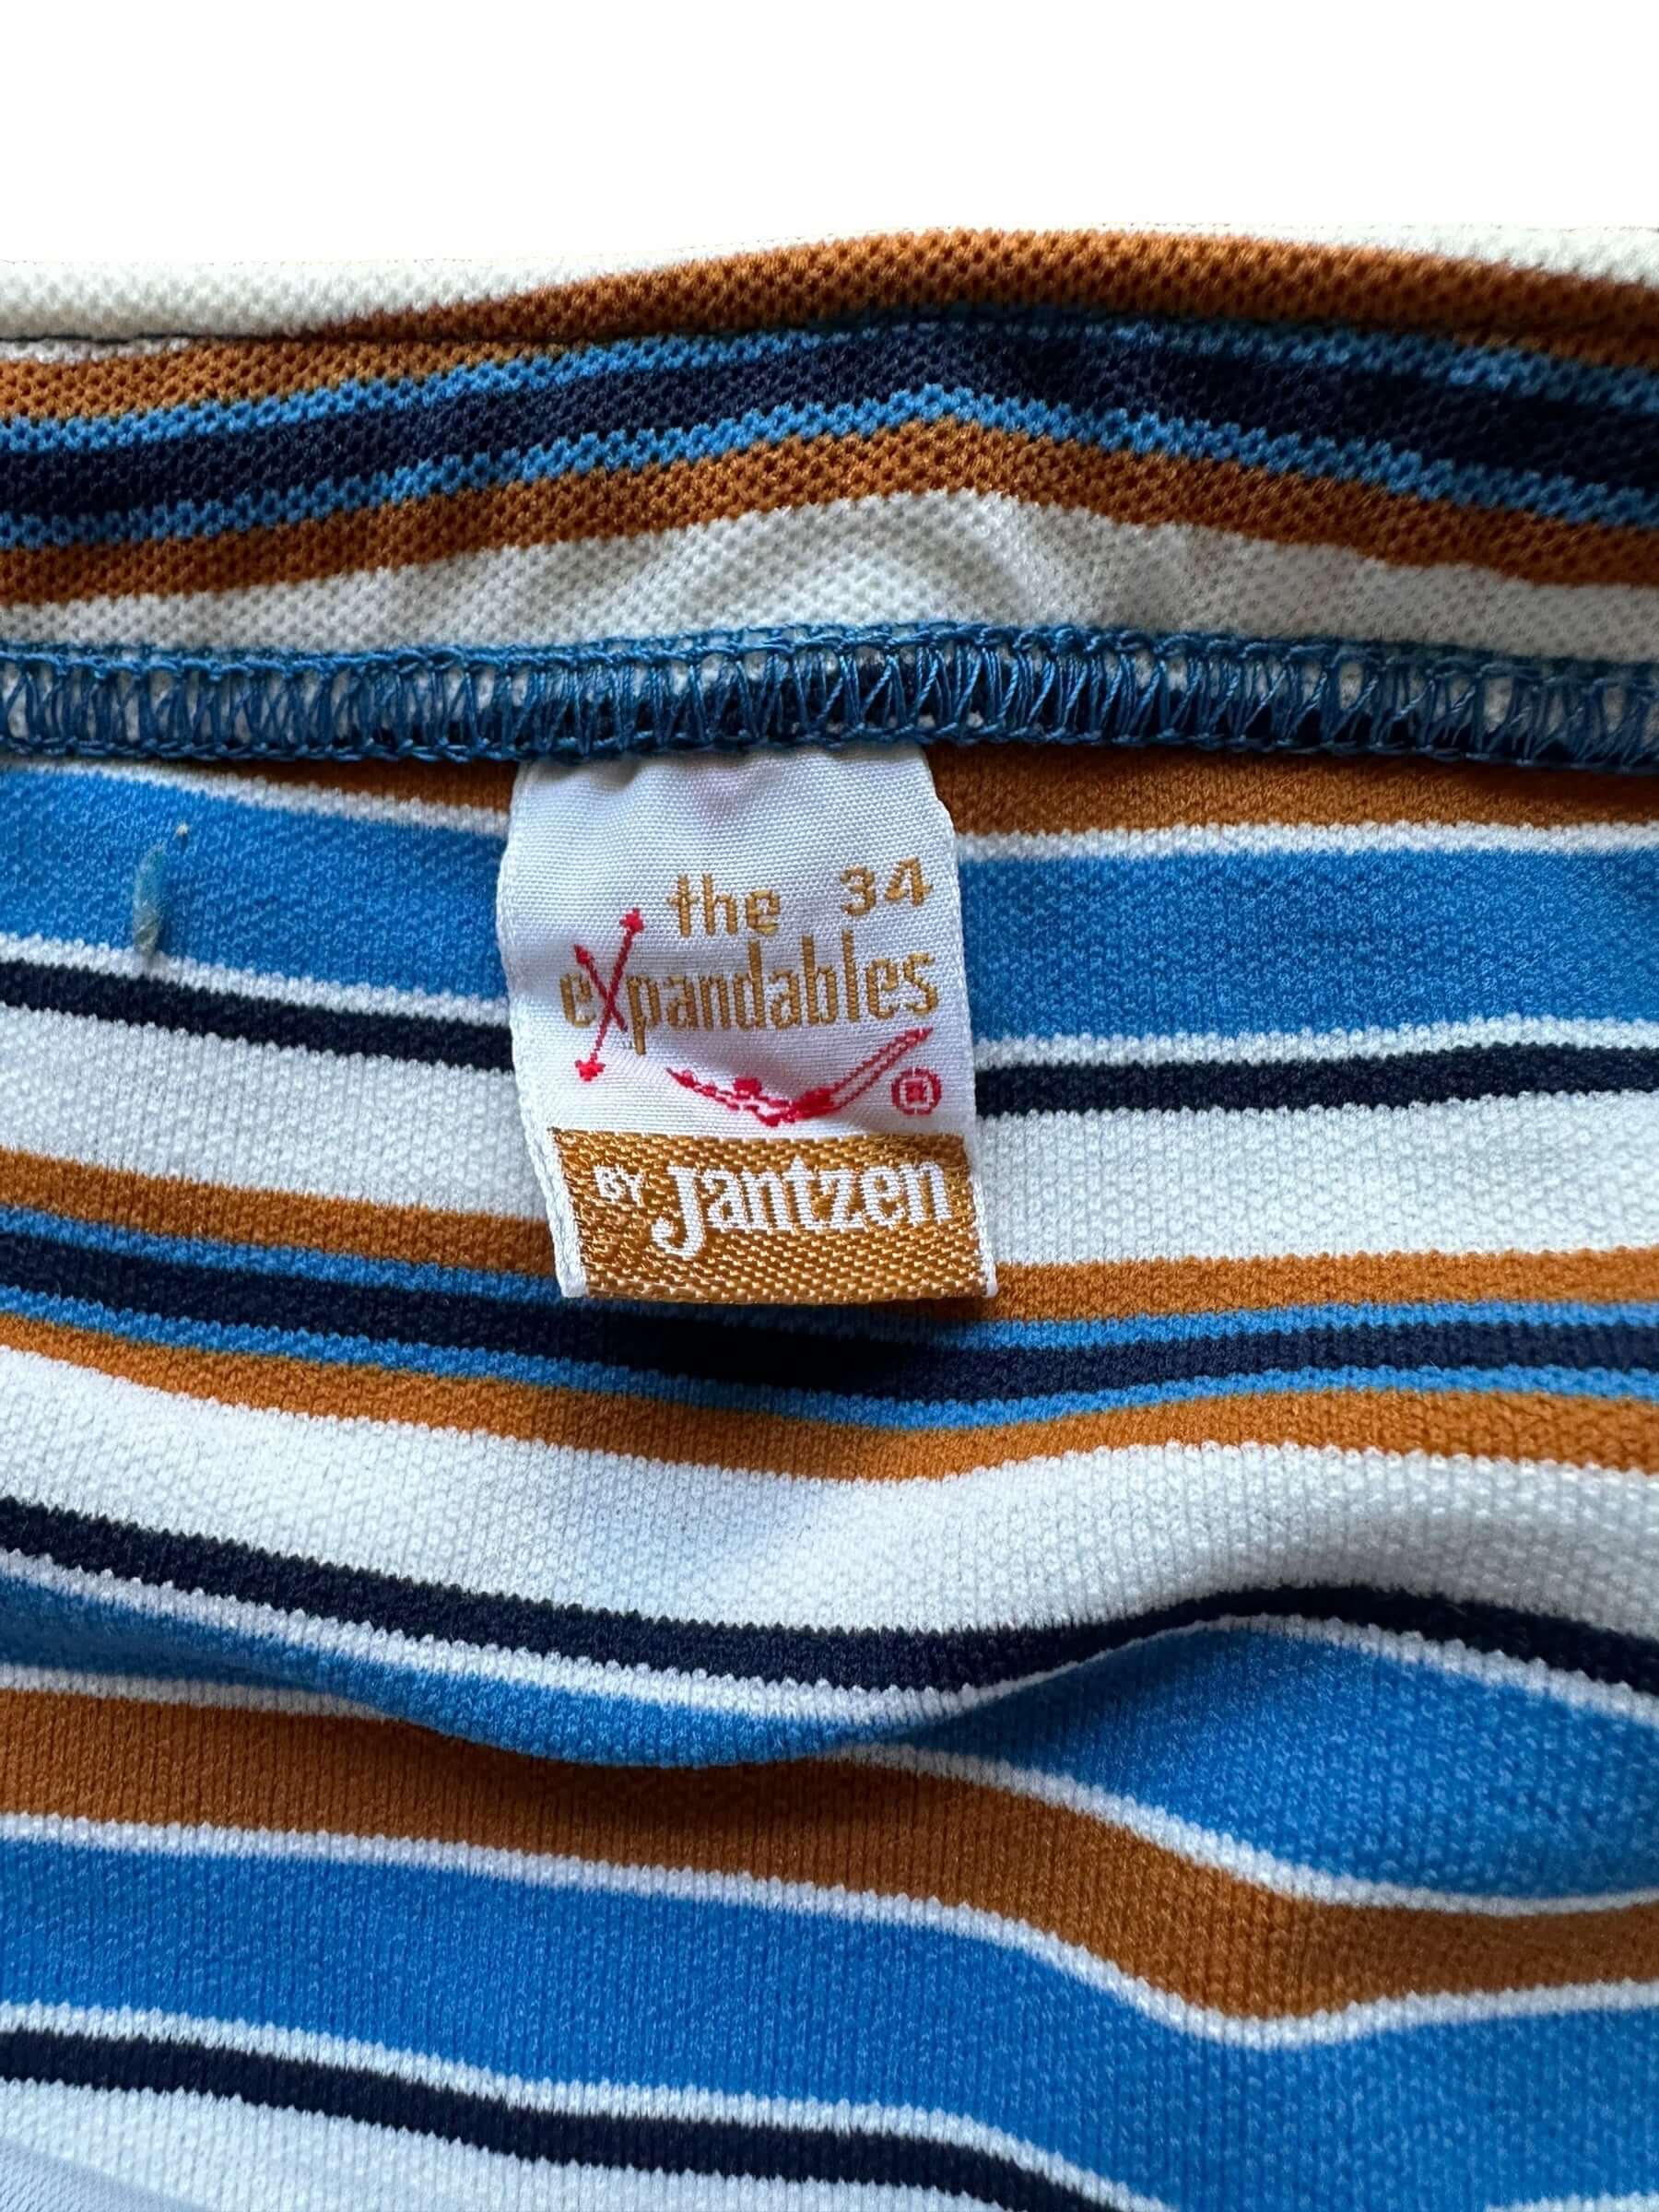 the 34
eXpandables
®
BY Jantzen